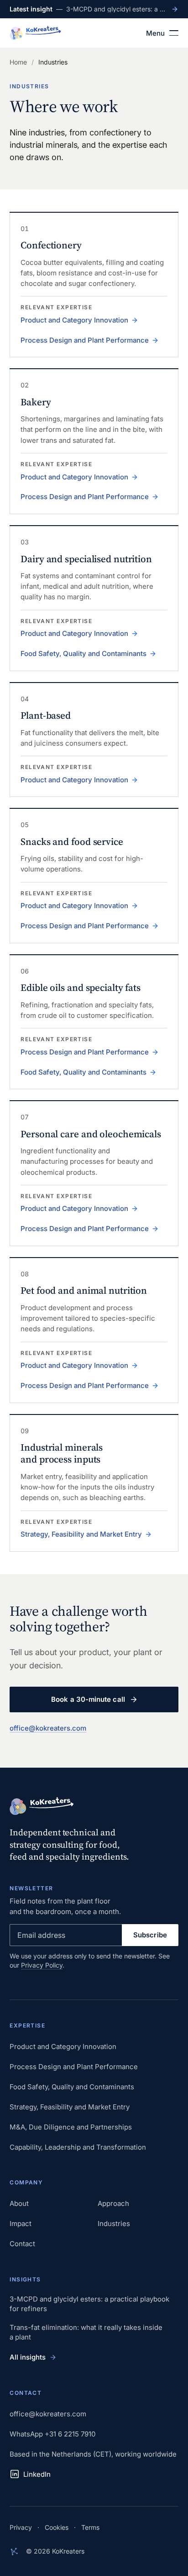 Latest insight — 3-MCPD and glycidyl esters: a ...
KoKreaters
Menu
Home / Industries
INDUSTRIES
Where we work
Nine industries, from confectionery to
industrial minerals, and the expertise each
one draws on.
01
Confectionery
Cocoa butter equivalents, filling and coating
fats, bloom resistance and cost-in-use for
chocolate and sugar confectionery.
RELEVANT EXPERTISE
Product and Category Innovation →
Process Design and Plant Performance →
02
Bakery
Shortenings, margarines and laminating fats
that perform on the line and in the bite, with
lower trans and saturated fat.
RELEVANT EXPERTISE
Product and Category Innovation →
Process Design and Plant Performance →
03
Dairy and specialised nutrition
Fat systems and contaminant control for
infant, medical and adult nutrition, where
quality has no margin.
RELEVANT EXPERTISE
Product and Category Innovation →
Food Safety, Quality and Contaminants →
04
Plant-based
Fat functionality that delivers the melt, bite
and juiciness consumers expect.
RELEVANT EXPERTISE
Product and Category Innovation →
05
Snacks and food service
Frying oils, stability and cost for high-
volume operations.
RELEVANT EXPERTISE
Product and Category Innovation →
Process Design and Plant Performance →
06
Edible oils and specialty fats
Refining, fractionation and specialty fats,
from crude oil to customer specification.
RELEVANT EXPERTISE
Process Design and Plant Performance →
Food Safety, Quality and Contaminants →
07
Personal care and oleochemicals
Ingredient functionality and
manufacturing processes for beauty and
oleochemical products.
RELEVANT EXPERTISE
Product and Category Innovation →
Process Design and Plant Performance →
08
Pet food and animal nutrition
Product development and process
improvement tailored to species-specific
needs and regulations.
RELEVANT EXPERTISE
Product and Category Innovation →
Process Design and Plant Performance →
09
Industrial minerals
and process inputs
Market entry, feasibility and application
know-how for the inputs the oils industry
depends on, such as bleaching earths.
RELEVANT EXPERTISE
Strategy, Feasibility and Market Entry →
Have a challenge worth
solving together?
Tell us about your product, your plant or
your decision.
Book a 30-minute call →
office@kokreaters.com
KoKreaters
Independent technical and
strategy consulting for food,
feed and specialty ingredients.
NEWSLETTER
Field notes from the plant floor
and the boardroom, once a month.
Email address
Subscribe
We use your address only to send the newsletter. See
our Privacy Policy.
EXPERTISE
Product and Category Innovation
Process Design and Plant Performance
Food Safety, Quality and Contaminants
Strategy, Feasibility and Market Entry
M&A, Due Diligence and Partnerships
Capability, Leadership and Transformation
COMPANY
About
Approach
Impact
Industries
Contact
INSIGHTS
3-MCPD and glycidyl esters: a practical playbook
for refiners
Trans-fat elimination: what it really takes inside
a plant
All insights →
CONTACT
office@kokreaters.com
WhatsApp +31 6 2215 7910
Based in the Netherlands (CET), working worldwide
LinkedIn
Privacy · Cookies · Terms
© 2026 KoKreaters